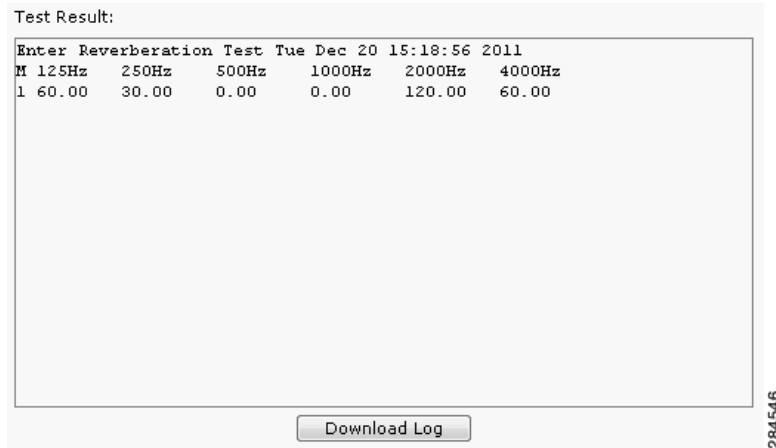 Test Result:
Enter Reverberation Test Tue Dec 20 15:18:56 2011
M 125Hz 250Hz 500Hz 1000Hz 2000Hz 4000Hz
1 60.00 30.00 0.00 0.00 120.00 60.00
Download Log
284546